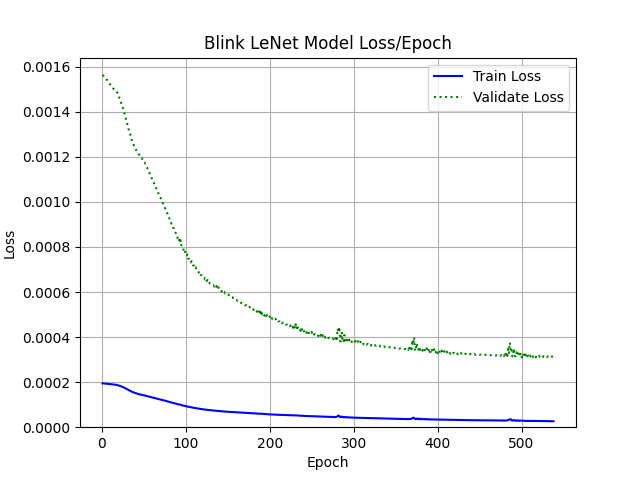 Blink LeNet Model Loss/Epoch
Train Loss
Validate Loss
0.0016
0.0014
0.0012
0.0010
0.0008
0.0006
0.0004
0.0002
0.0000
Loss
0 100 200 300 400 500
Epoch